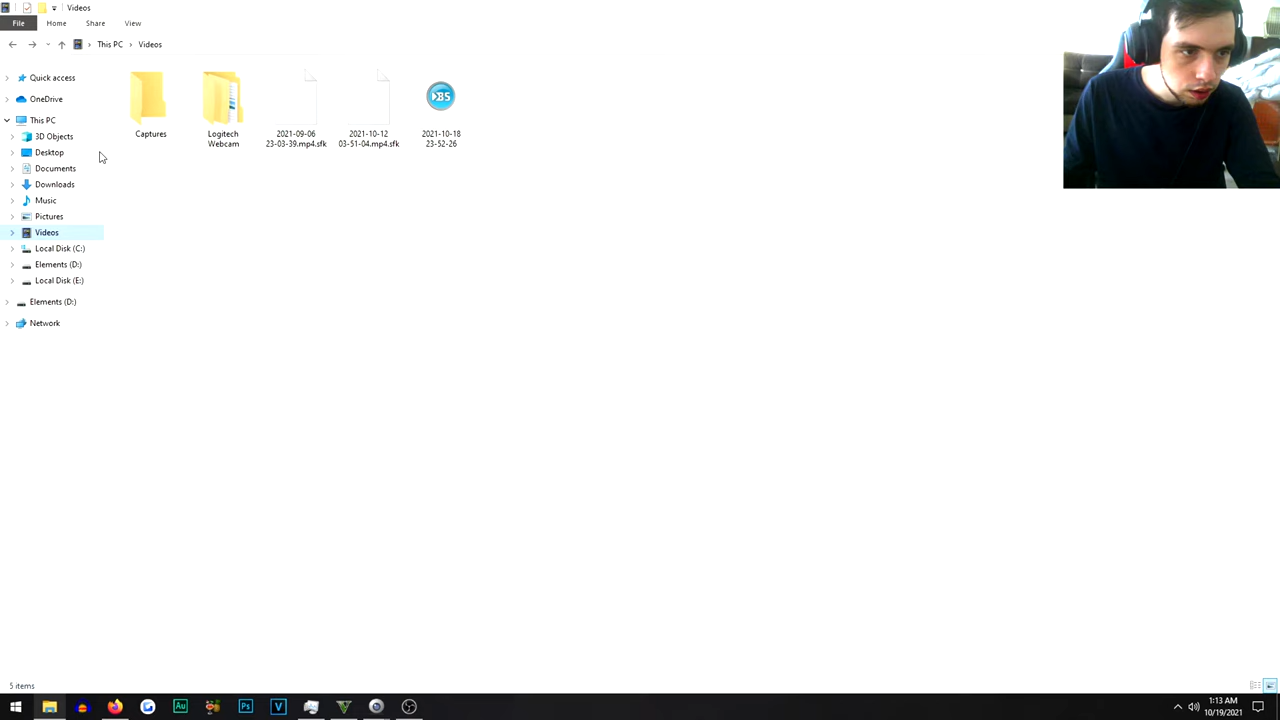 Videos
File Home Share View
This PC Videos
Quick access
OneDrive
This PC
3D Objects
Desktop
Documents
Downloads
Music
Pictures
Videos
Local Disk (C:)
Elements (D:)
Local Disk (E:)
Elements (D:)
Network
Captures
Logitech
Webcam
2021-09-06
23-03-39.mp4.sfk
2021-10-12
03-51-04.mp4.sfk
2021-10-18
23-52-26
5 items
Au
Ps
V
1:13 AM
10/19/2021